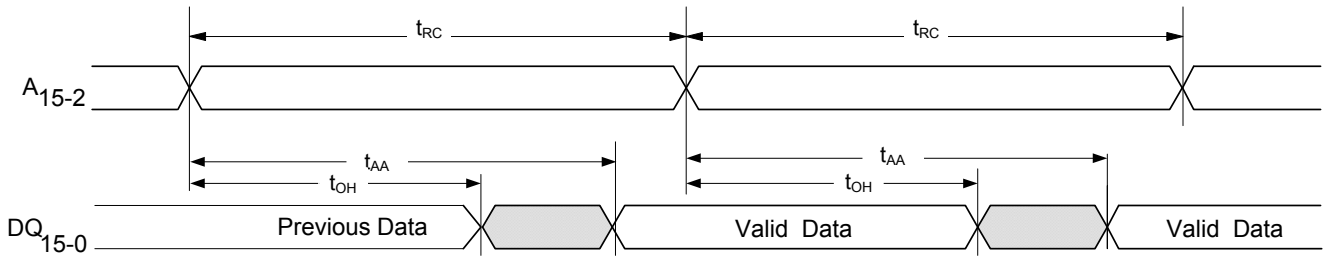 tRC tRC
A15-2
tAA tAA
tOH tOH
DQ15-0 Previous Data Valid Data Valid Data